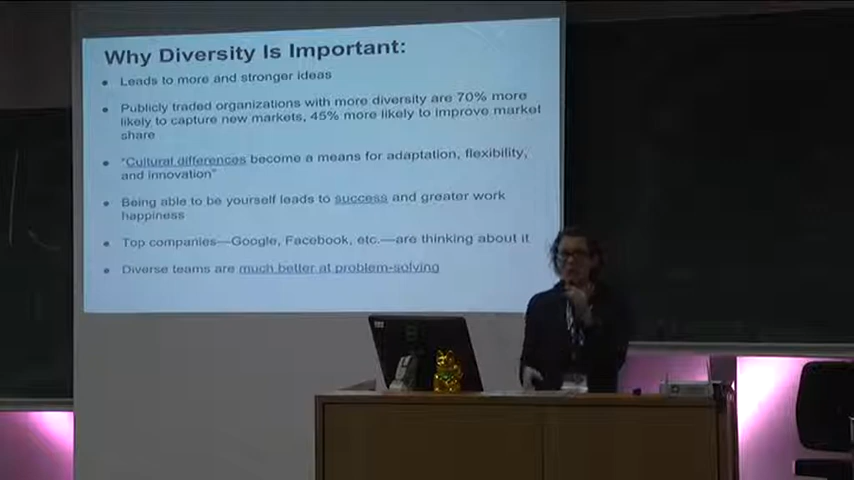 Why Diversity Is Important:
Leads to more and stronger ideas
Publicly traded organizations with more diversity are 70% more
likely to capture new markets, 45% more likely to improve market
share
"Cultural differences become a means for adaptation, flexibility,
and innovation"
Being able to be yourself leads to success and greater work
happiness
Top companies—Google, Facebook, etc.—are thinking about it
Diverse teams are much better at problem-solving